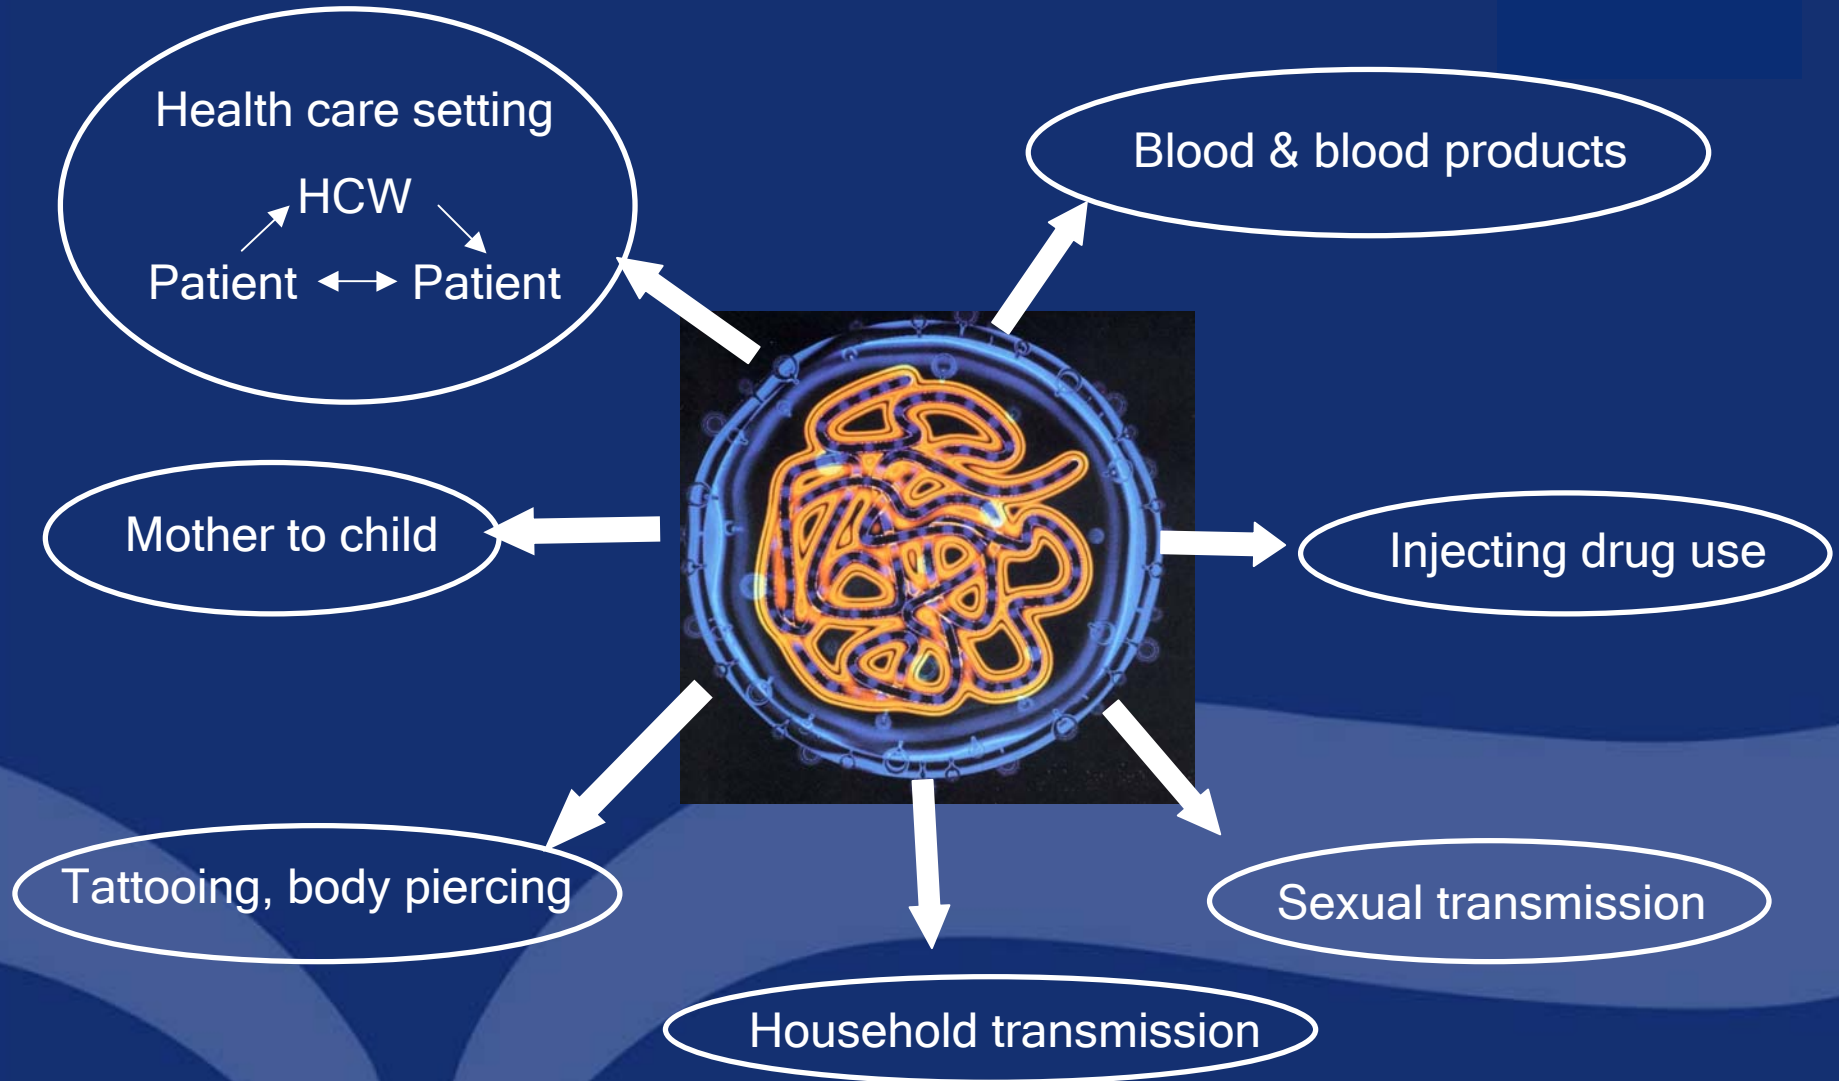 Health care setting
HCW
Patient Patient
Blood & blood products
Mother to child
Injecting drug use
Tattooing, body piercing
Sexual transmission
Household transmission